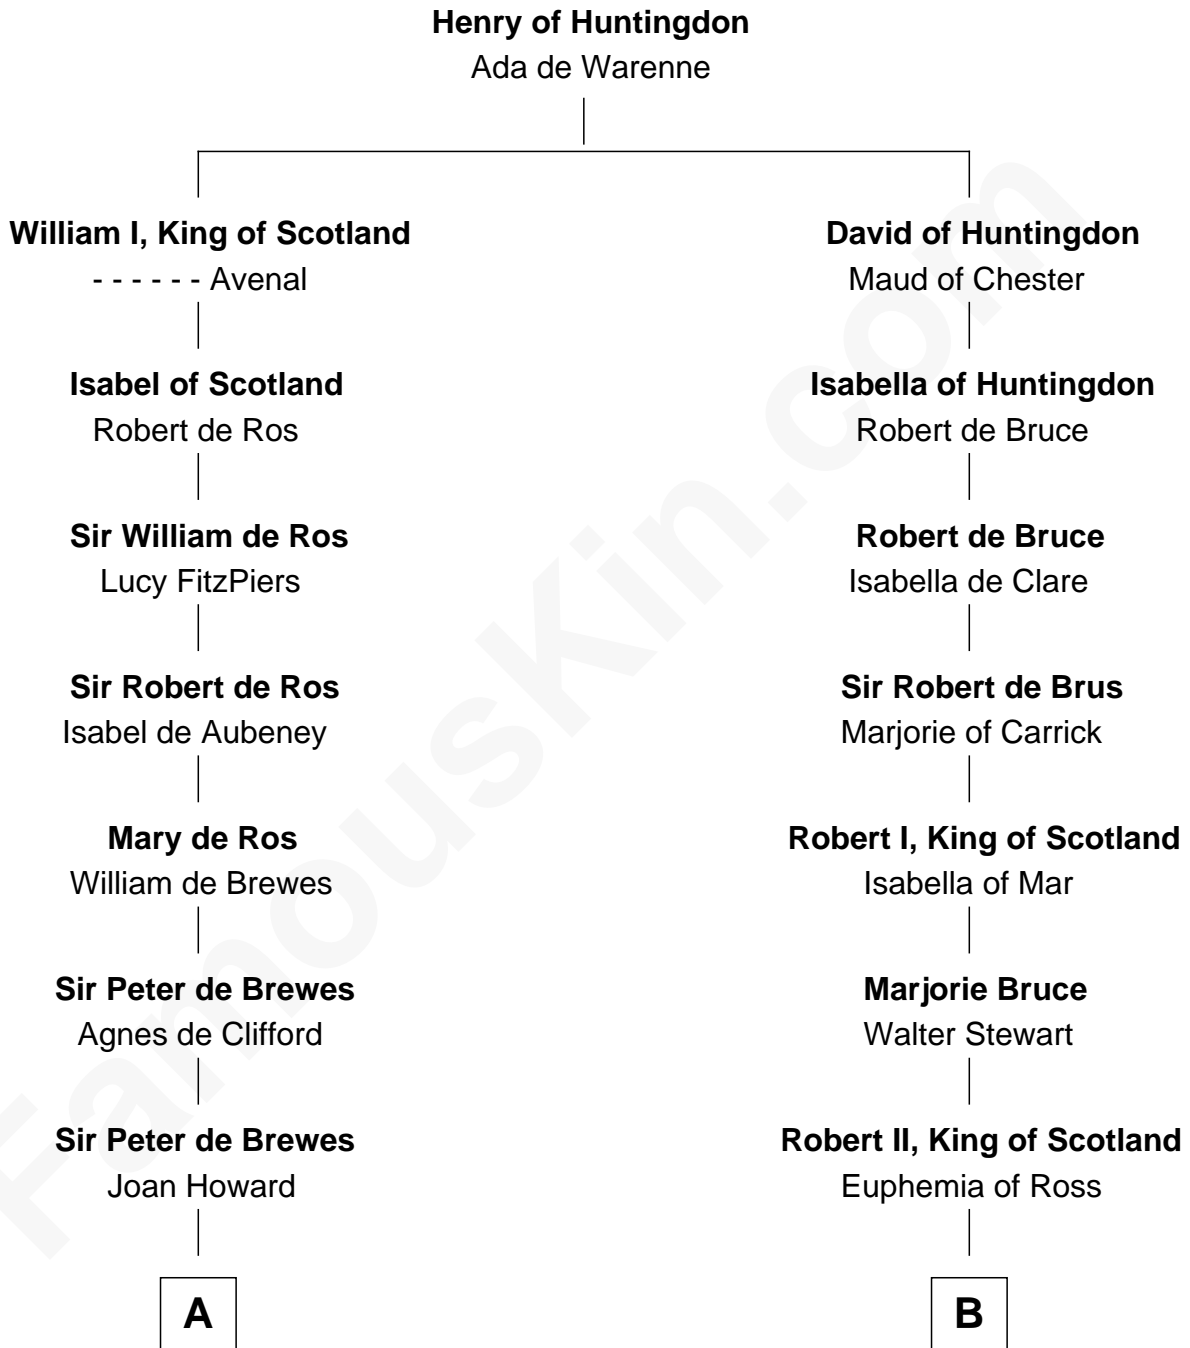 Henry of Huntingdon
Ada de Warenne
William I, King of Scotland
- - - - - - Avenal
Isabel of Scotland
Robert de Ros
Sir William de Ros
Lucy FitzPiers
Sir Robert de Ros
Isabel de Aubeney
Mary de Ros
William de Brewes
Sir Peter de Brewes
Agnes de Clifford
Sir Peter de Brewes
Joan Howard
A
David of Huntingdon
Maud of Chester
Isabella of Huntingdon
Robert de Bruce
Robert de Bruce
Isabella de Clare
Sir Robert de Brus
Marjorie of Carrick
Robert I, King of Scotland
Isabella of Mar
Marjorie Bruce
Walter Stewart
Robert II, King of Scotland
Euphemia of Ross
B
FamousKin.com